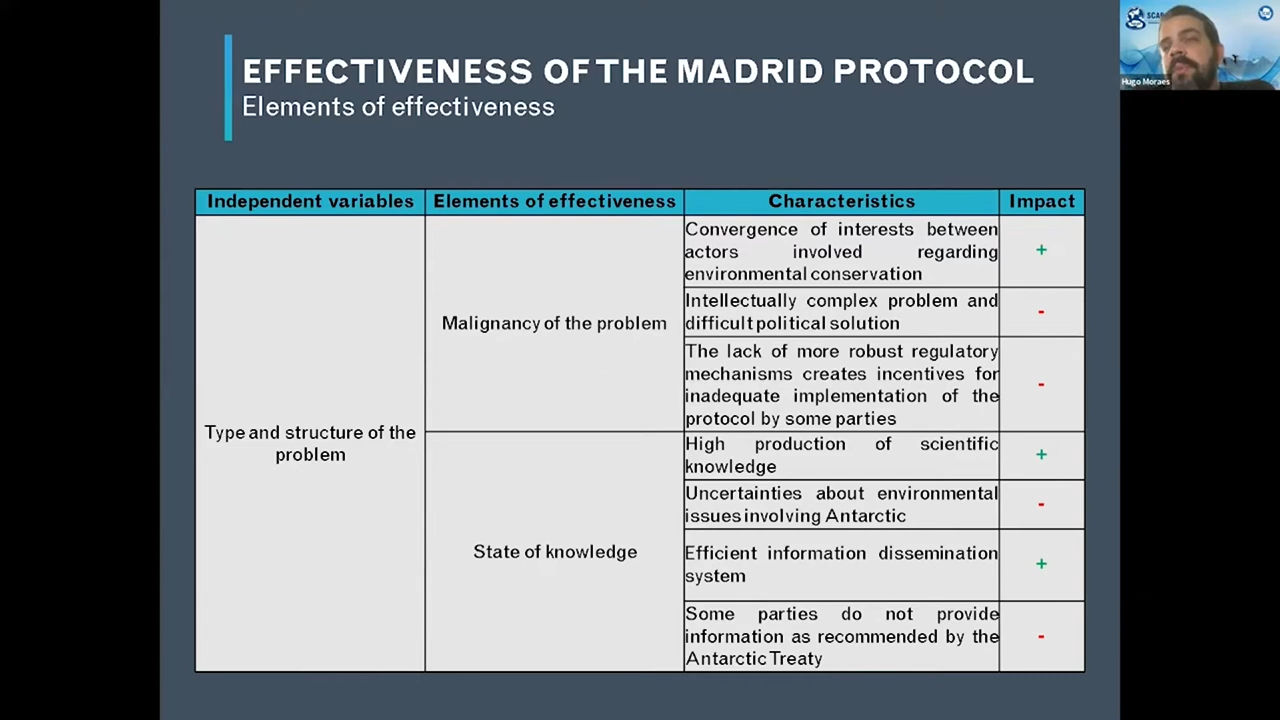 EFFECTIVENESS OF THE MADRID PROTOCOL
Elements of effectiveness
Independent variables
Elements of effectiveness
Characteristics
Impact
Type and structure of the
problem
Malignancy of the problem
Convergence of interests between
actors involved regarding
environmental conservation
+
Intellectually complex problem and
difficult political solution
-
The lack of more robust regulatory
mechanisms creates incentives for
inadequate implementation of the
protocol by some parties
-
State of knowledge
High production of scientific
knowledge
+
Uncertainties about environmental
issues involving Antarctic
-
Efficient information dissemination
system
+
Some parties do not provide
information as recommended by the
Antarctic Treaty
-
Hugo Moraes